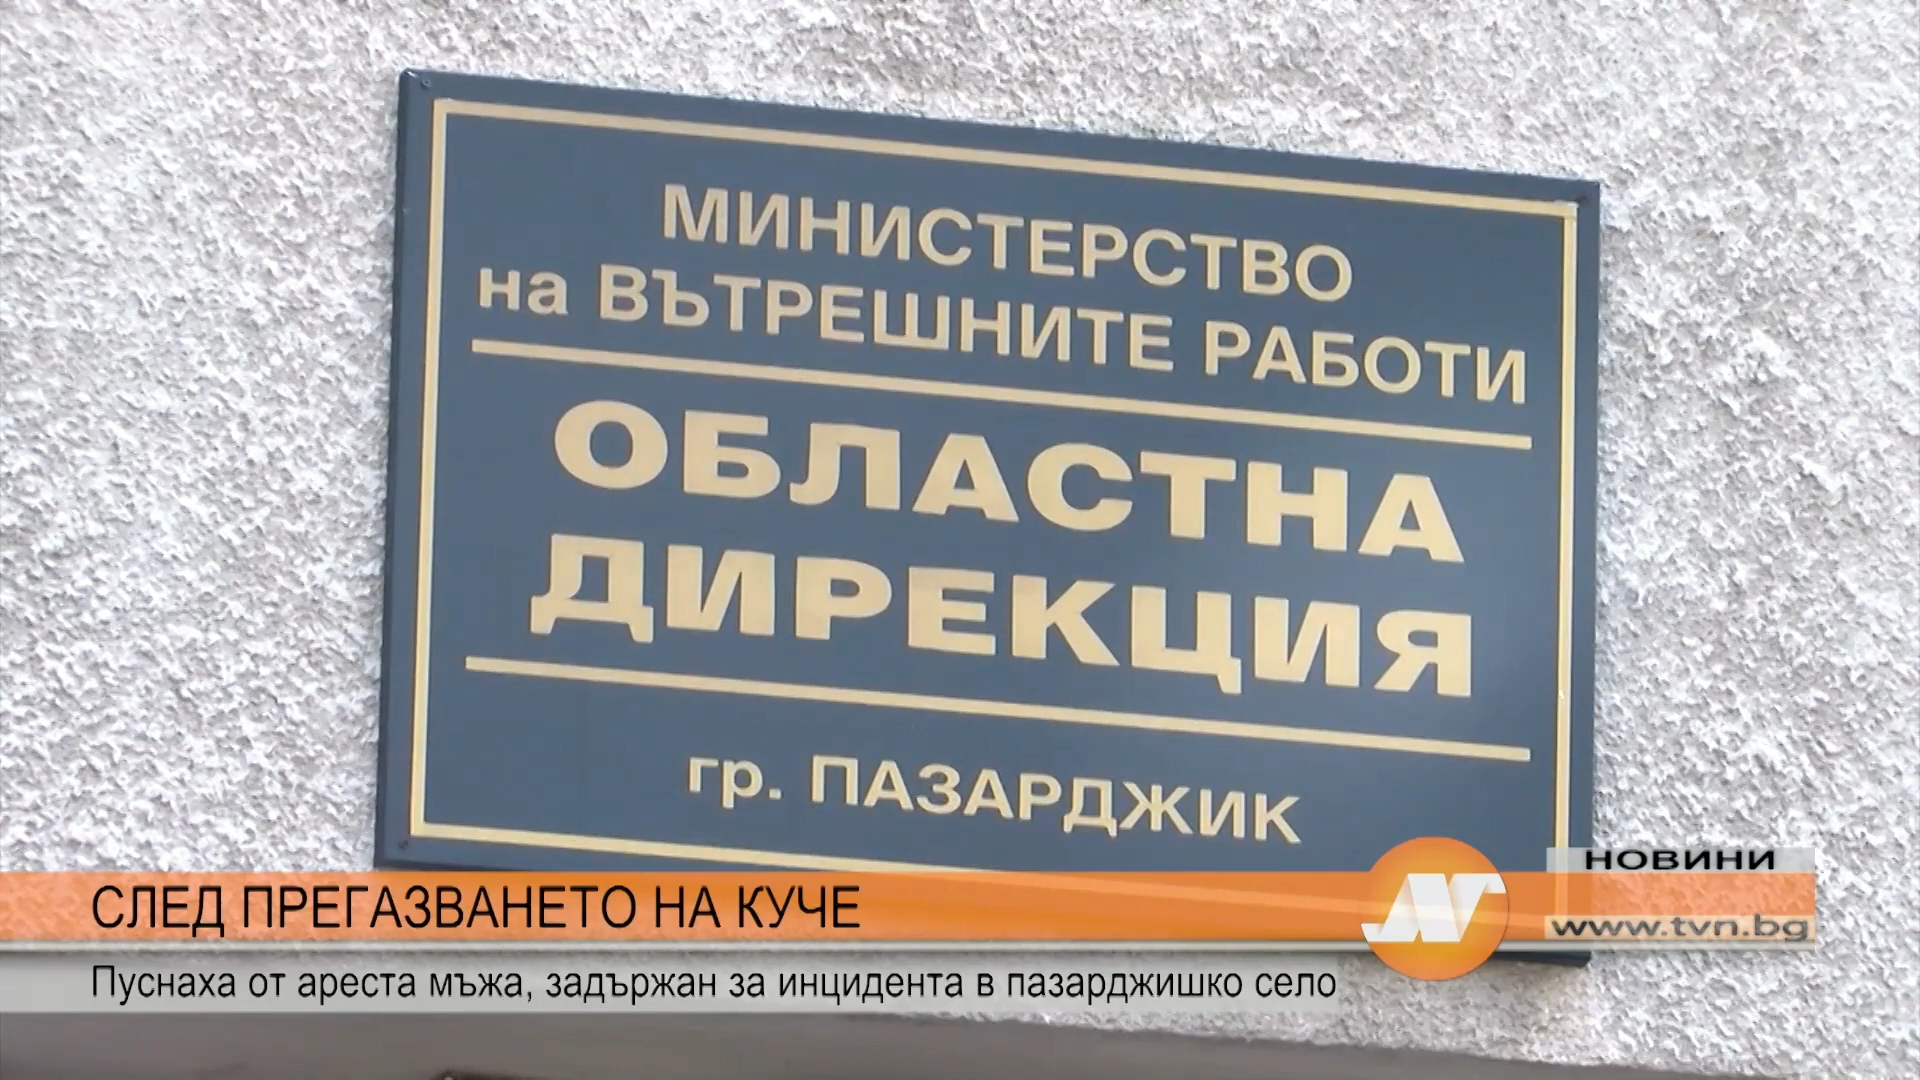 МИНИСТЕРСТВО
на ВЪТРЕШНИТЕ РАБОТИ
ОБЛАСТНА
ДИРЕКЦИЯ
гр. ПАЗАРДЖИК
СЛЕД ПРЕГАЗВАНЕТО НА КУЧЕ
Пуснаха от ареста мъжа, задържан за инцидента в пазарджишко село
НОВИНИ
www.tvn.bg